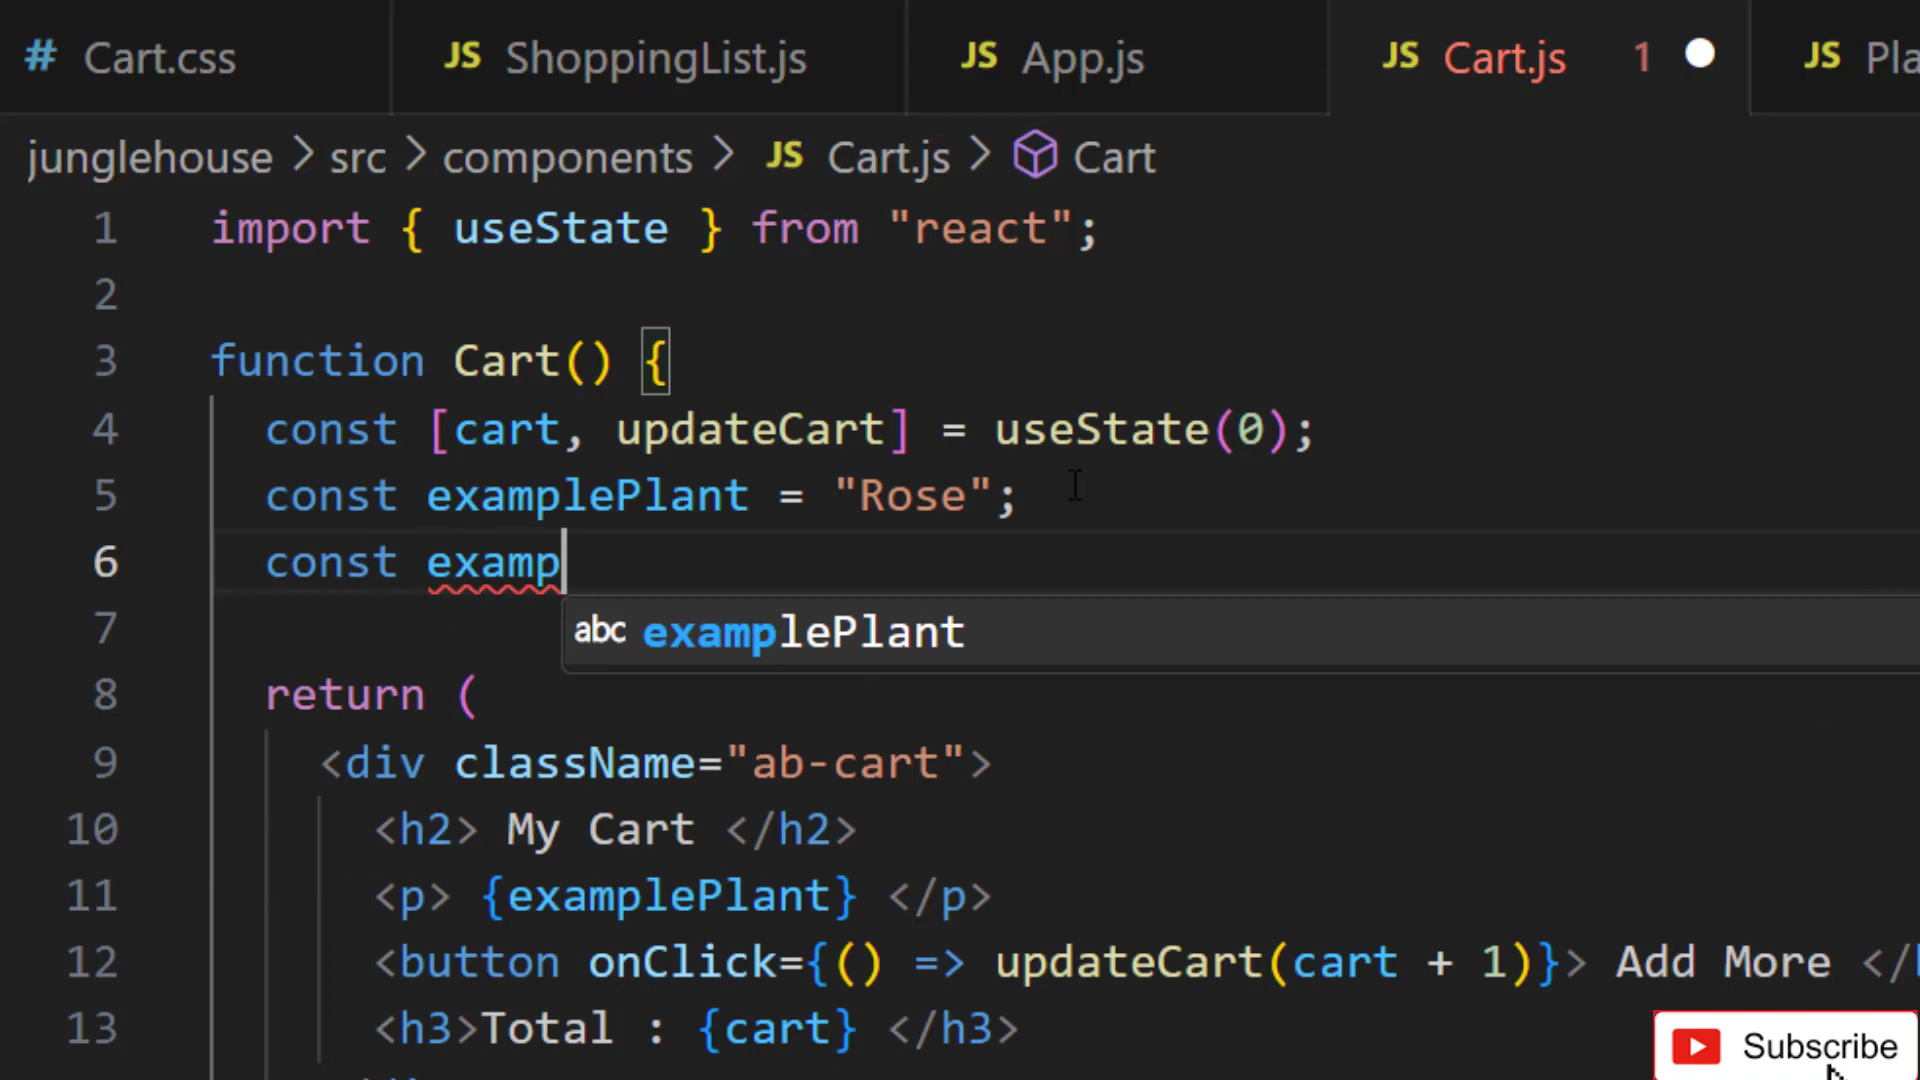 # Cart.css JS ShoppingList.js JS App.js JS Cart.js 1 JS
junglehouse > src > components > JS Cart.js > Cart
1 import { useState } from "react";
2
3 function Cart() {
4 const [cart, updateCart] = useState(0);
5 const examplePlant = "Rose";
6 const examp
abc examplePlant
7
8 return (
9 <div className="ab-cart">
10 <h2> My Cart </h2>
11 <p> {examplePlant} </p>
12 <button onClick={() => updateCart(cart + 1)}> Add More </
13 <h3>Total : {cart} </h3>
Subscribe